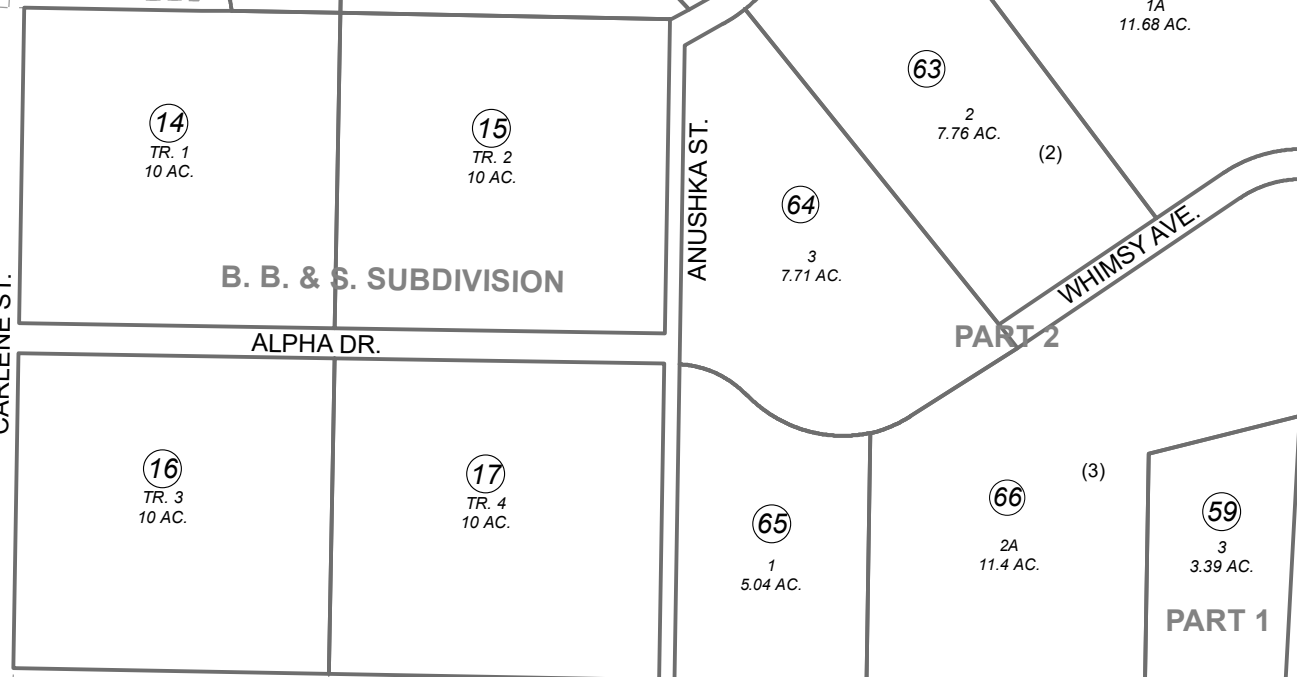 1A
11.68 AC.
63
2
7.76 AC.
(2)
14
TR. 1
10 AC.
15
TR. 2
10 AC.
ANUSHKA ST.
64
3
7.71 AC.
WHIMSY AVE.
B. B. & S. SUBDIVISION
CARLENE ST.
ALPHA DR.
PART 2
16
TR. 3
10 AC.
17
TR. 4
10 AC.
65
1
5.04 AC.
66
(3)
2A
11.4 AC.
59
3
3.39 AC.
PART 1